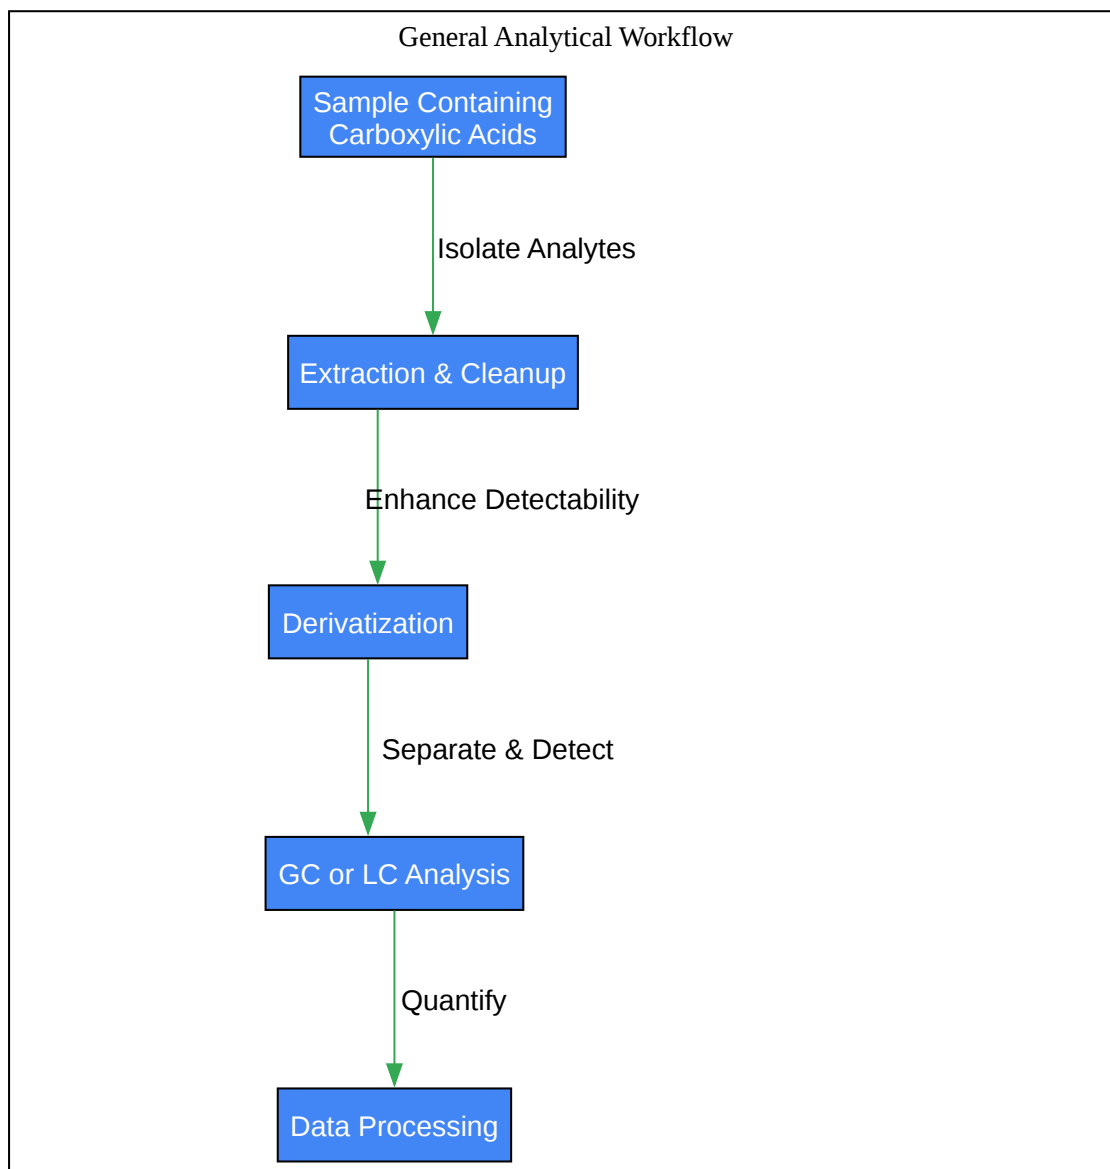 General Analytical Workflow
Sample Containing
Carboxylic Acids
Isolate Analytes
Extraction & Cleanup
Enhance Detectability
Derivatization
Separate & Detect
GC or LC Analysis
Quantify
Data Processing